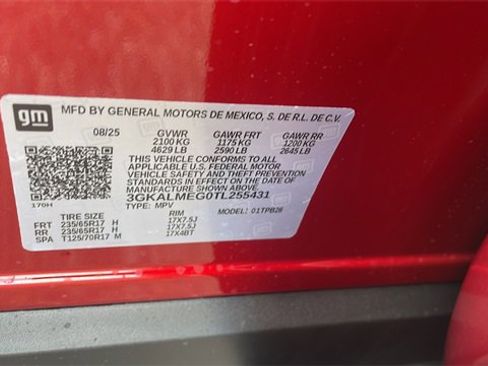 gm
MFD BY GENERAL MOTORS DE MEXICO, S. DE R.L. DE C.V.
08/25 GVWR GAWR FRT GAWR RR
2100 KG 1175 KG 1200 KG
4629 LB 2590 LB 2645 LB
THIS VEHICLE CONFORMS TO ALL
APPLICABLE U.S. FEDERAL MOTOR
VEHICLE SAFETY AND THEFT PREVENTION
STANDARDS IN EFFECT ON THE DATE OF
MANUFACTURE SHOWN ABOVE.
3GKALMEG0TL255431
170H TYPE: MPV MODEL: 01TPB26
TIRE SIZE RIM
FRT 235/65R17 H 17X7.5J
RR 235/65R17 H 17X7.5J
SPA T125/70R17 M 17X4BT